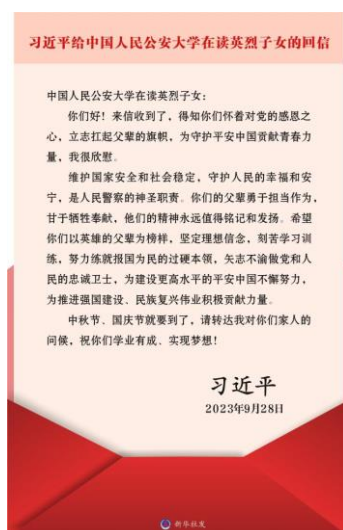 习近平给中国人民公安大学在读英烈子女的回信
中国人民公安大学在读英烈子女：
你们好！来信收到了，得知你们怀着对党的感恩之
心，立志扛起父辈的旗帜，为守护平安中国贡献青春力
量，我很欣慰。
维护国家安全和社会稳定，守护人民的幸福和安
宁，是人民警察的神圣职责。你们的父辈勇于担当作为，
甘于牺牲奉献，他们的精神永远值得铭记和发扬。希望
你们以英雄的父辈为榜样，坚定理想信念，刻苦学习训
练，努力练就报国为民的过硬本领，矢志不渝做党和人
民的忠诚卫士，为建设更高水平的平安中国不懈努力，
为推进强国建设、民族复兴伟业积极贡献力量。
中秋节、国庆节就要到了，请转达我对你们家人的
问候，祝你们学业有成、实现梦想！
习近平
2023年9月28日
新华社发